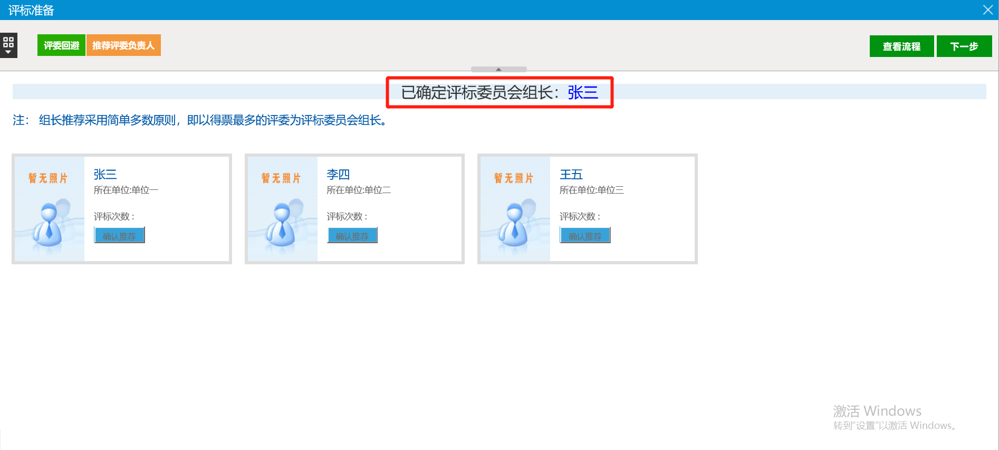 评标准备
评委回避 推荐评委负责人 查看流程 下一步
已确定评标委员会组长：张三
注： 组长推荐采用简单多数原则，即以得票最多的评委为评标委员会组长。
暂无照片
张三
所在单位:单位一
评标次数：
确认推荐
暂无照片
李四
所在单位:单位二
评标次数：
确认推荐
暂无照片
王五
所在单位:单位三
评标次数：
确认推荐
激活 Windows
转到“设置”以激活 Windows。